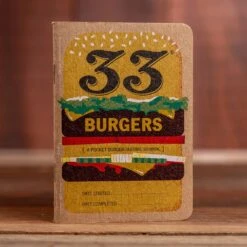 33
BURGERS
[ A POCKET BURGER TASTING JOURNAL ]
DATE STARTED
DATE COMPLETED